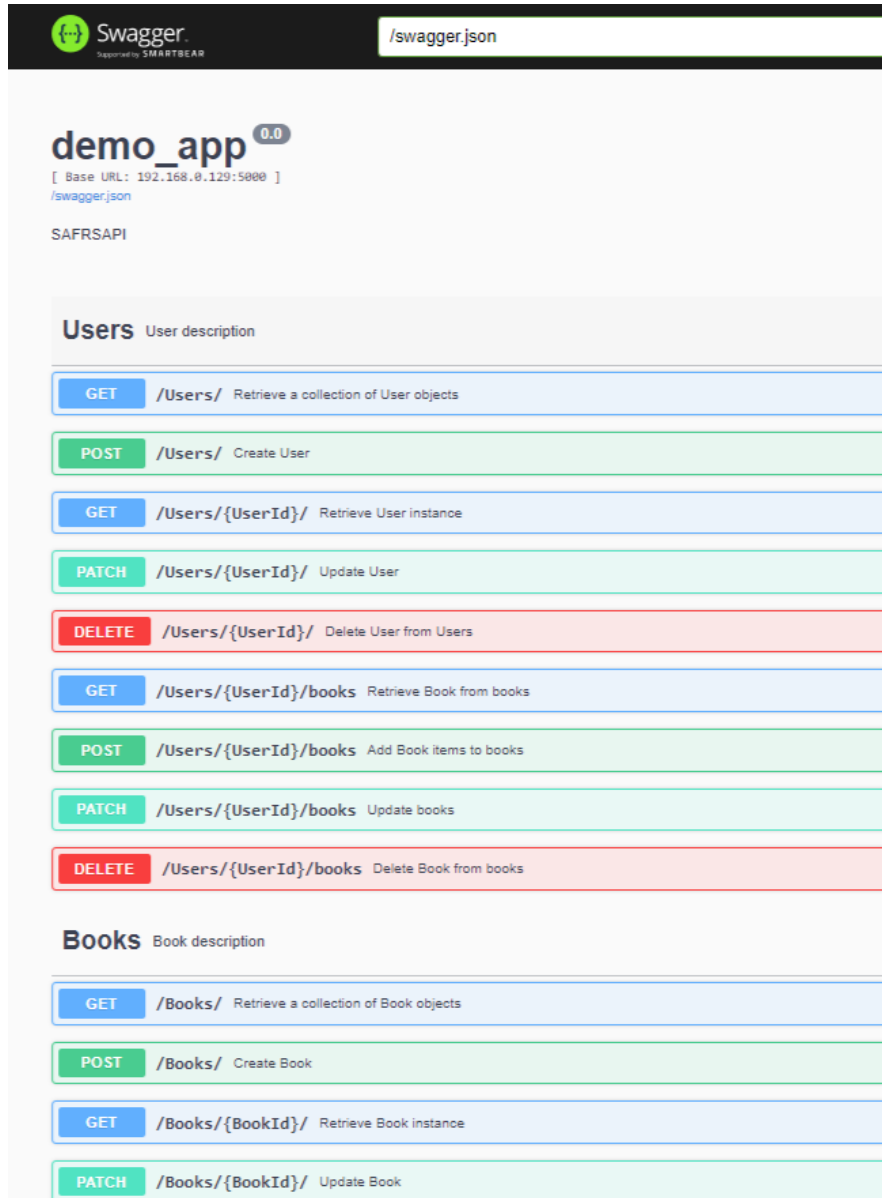 Swagger.
Supported by SMARTBEAR
/swagger.json
demo_app 0.0
[ Base URL: 192.168.0.129:5000 ]
/swagger.json
SAFRSAPI
Users User description
GET /Users/ Retrieve a collection of User objects
POST /Users/ Create User
GET /Users/{UserId}/ Retrieve User instance
PATCH /Users/{UserId}/ Update User
DELETE /Users/{UserId}/ Delete User from Users
GET /Users/{UserId}/books Retrieve Book from books
POST /Users/{UserId}/books Add Book items to books
PATCH /Users/{UserId}/books Update books
DELETE /Users/{UserId}/books Delete Book from books
Books Book description
GET /Books/ Retrieve a collection of Book objects
POST /Books/ Create Book
GET /Books/{BookId}/ Retrieve Book instance
PATCH /Books/{BookId}/ Update Book